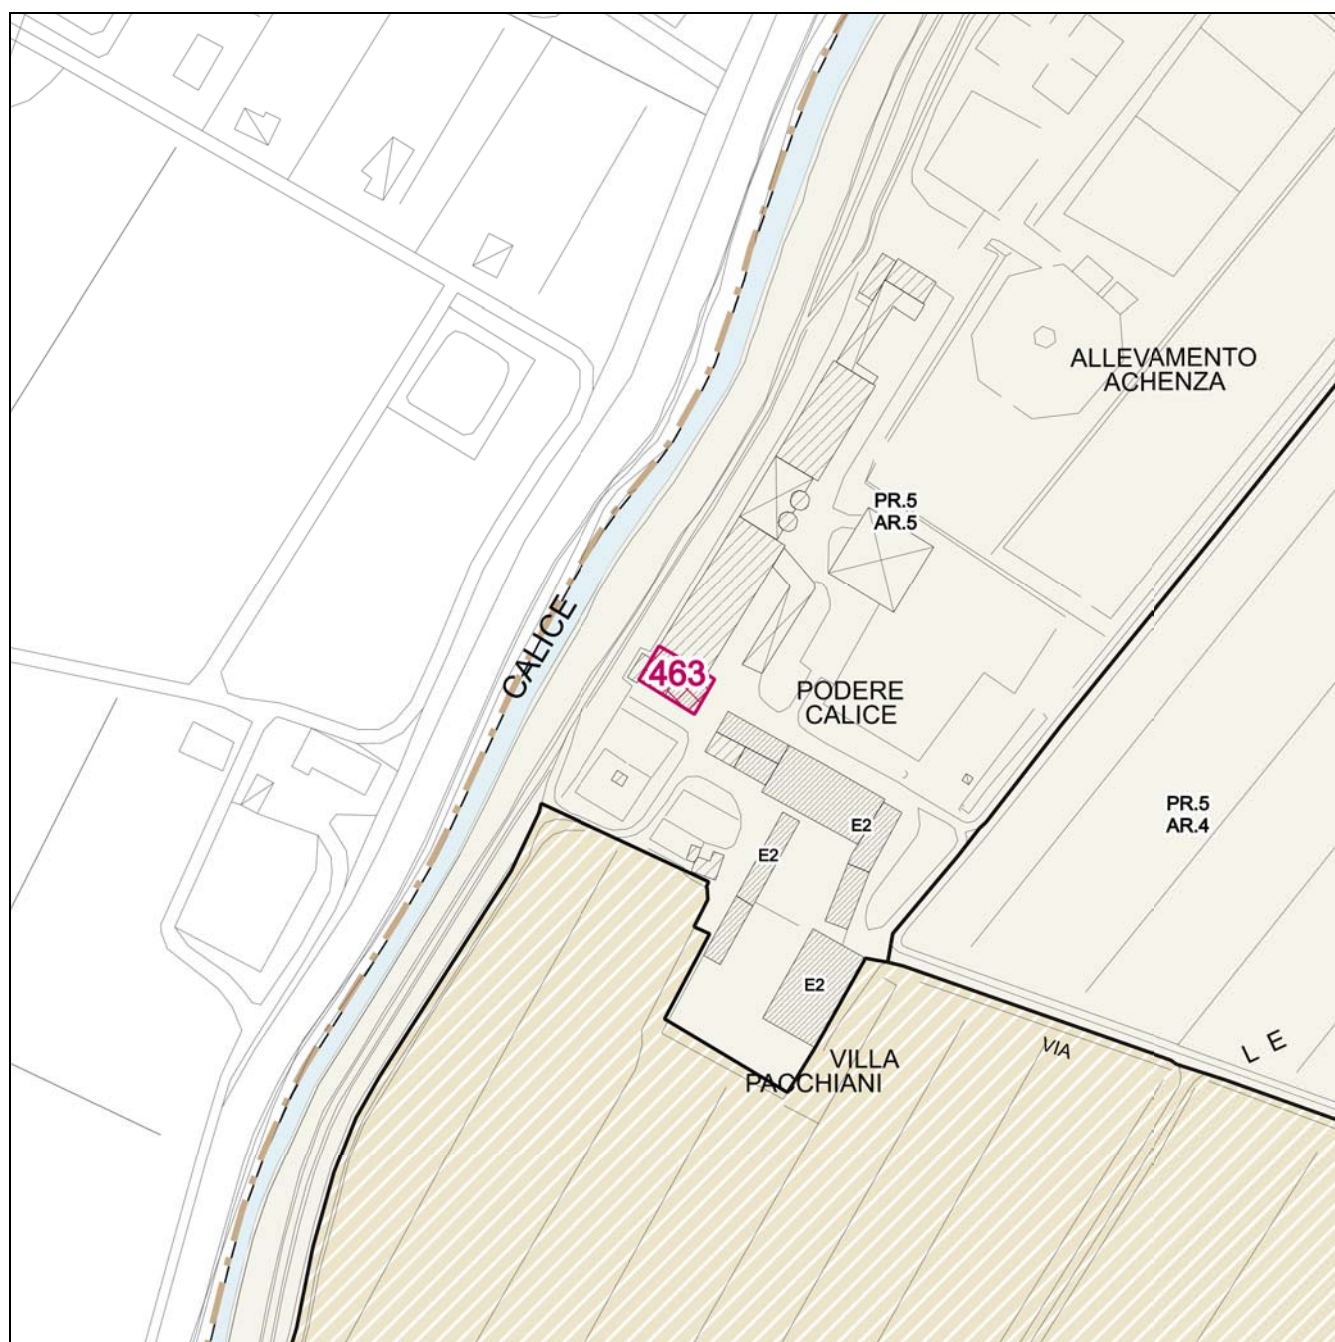 ALLEVAMENTO
ACHENZA
PR.5
AR.5
CALICE
463
PODERE
CALICE
PR.5
AR.4
E2
E2
E2
VIA
L E
VILLA
PACCHIANI